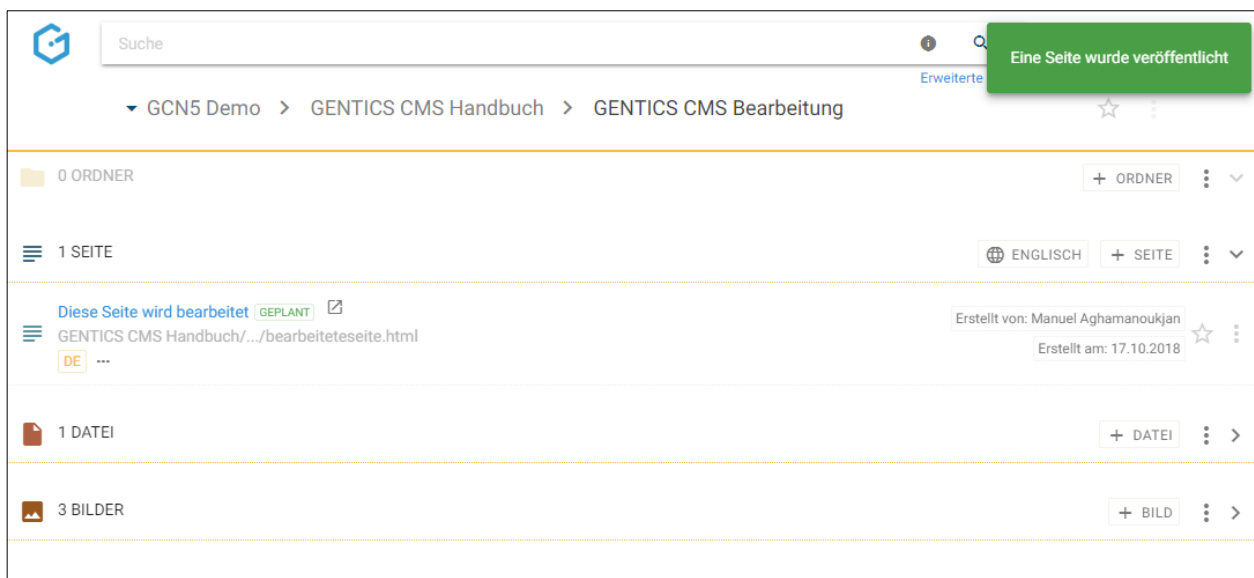 Suche
Eine Seite wurde veröffentlicht
Erweiterte
GCN5 Demo > GENTICS CMS Handbuch > GENTICS CMS Bearbeitung
0 ORDNER + ORDNER
1 SEITE ENGLISCH + SEITE
Diese Seite wird bearbeitet GEPLANT
GENTICS CMS Handbuch/.../bearbeiteteseite.html
DE ---
Erstellt von: Manuel Aghamanoukjan
Erstellt am: 17.10.2018
1 DATEI + DATEI
3 BILDER + BILD